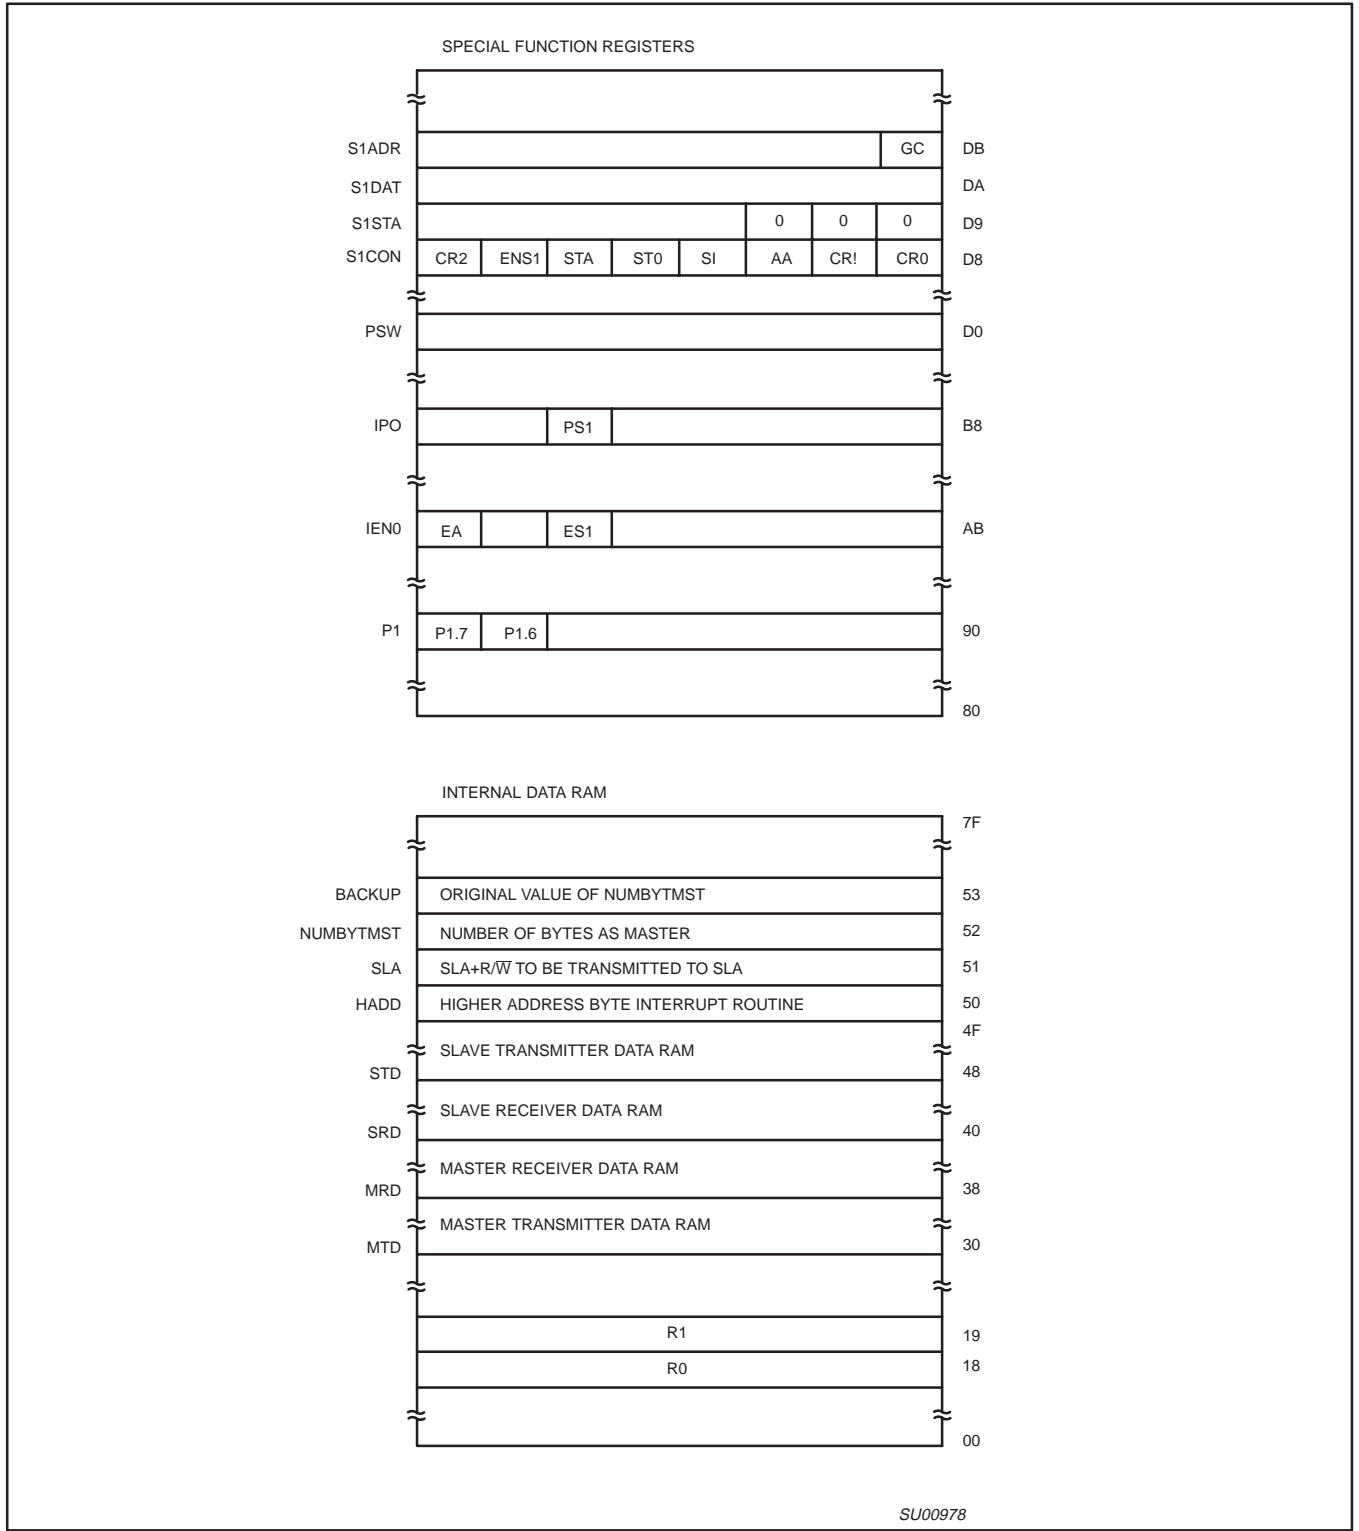 SPECIAL FUNCTION REGISTERS
S1ADR GC DB
S1DAT DA
S1STA 0 0 0 D9
S1CON CR2 ENS1 STA ST0 SI AA CR! CR0 D8
PSW D0
IPO PS1 B8
IEN0 EA ES1 AB
P1 P1.7 P1.6 90
80
INTERNAL DATA RAM
7F
BACKUP ORIGINAL VALUE OF NUMBYTMST 53
NUMBYTMST NUMBER OF BYTES AS MASTER 52
SLA SLA+R/W̅ TO BE TRANSMITTED TO SLA 51
HADD HIGHER ADDRESS BYTE INTERRUPT ROUTINE 50
4F
SLAVE TRANSMITTER DATA RAM
STD 48
SLAVE RECEIVER DATA RAM
SRD 40
MASTER RECEIVER DATA RAM
MRD 38
MASTER TRANSMITTER DATA RAM
MTD 30
R1 19
R0 18
00
SU00978